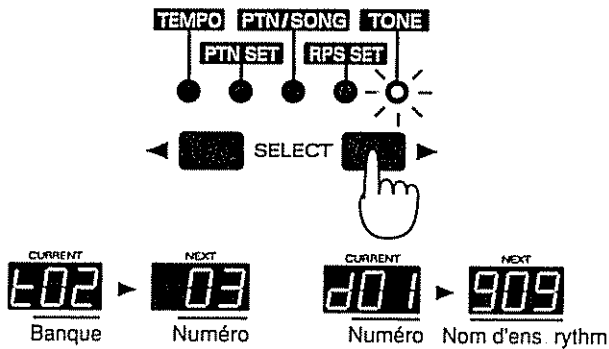 TEMPO PTN/SONG TONE
PTN SET RPS SET
SELECT
CURRENT NEXT CURRENT NEXT
t02 03 d01 909
Banque Numéro Numéro Nom d'ens. rythm